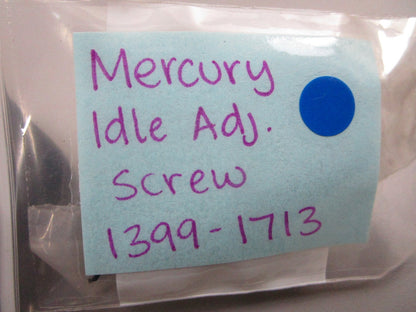 Mercury
Idle Adj.
Screw
1399-1713